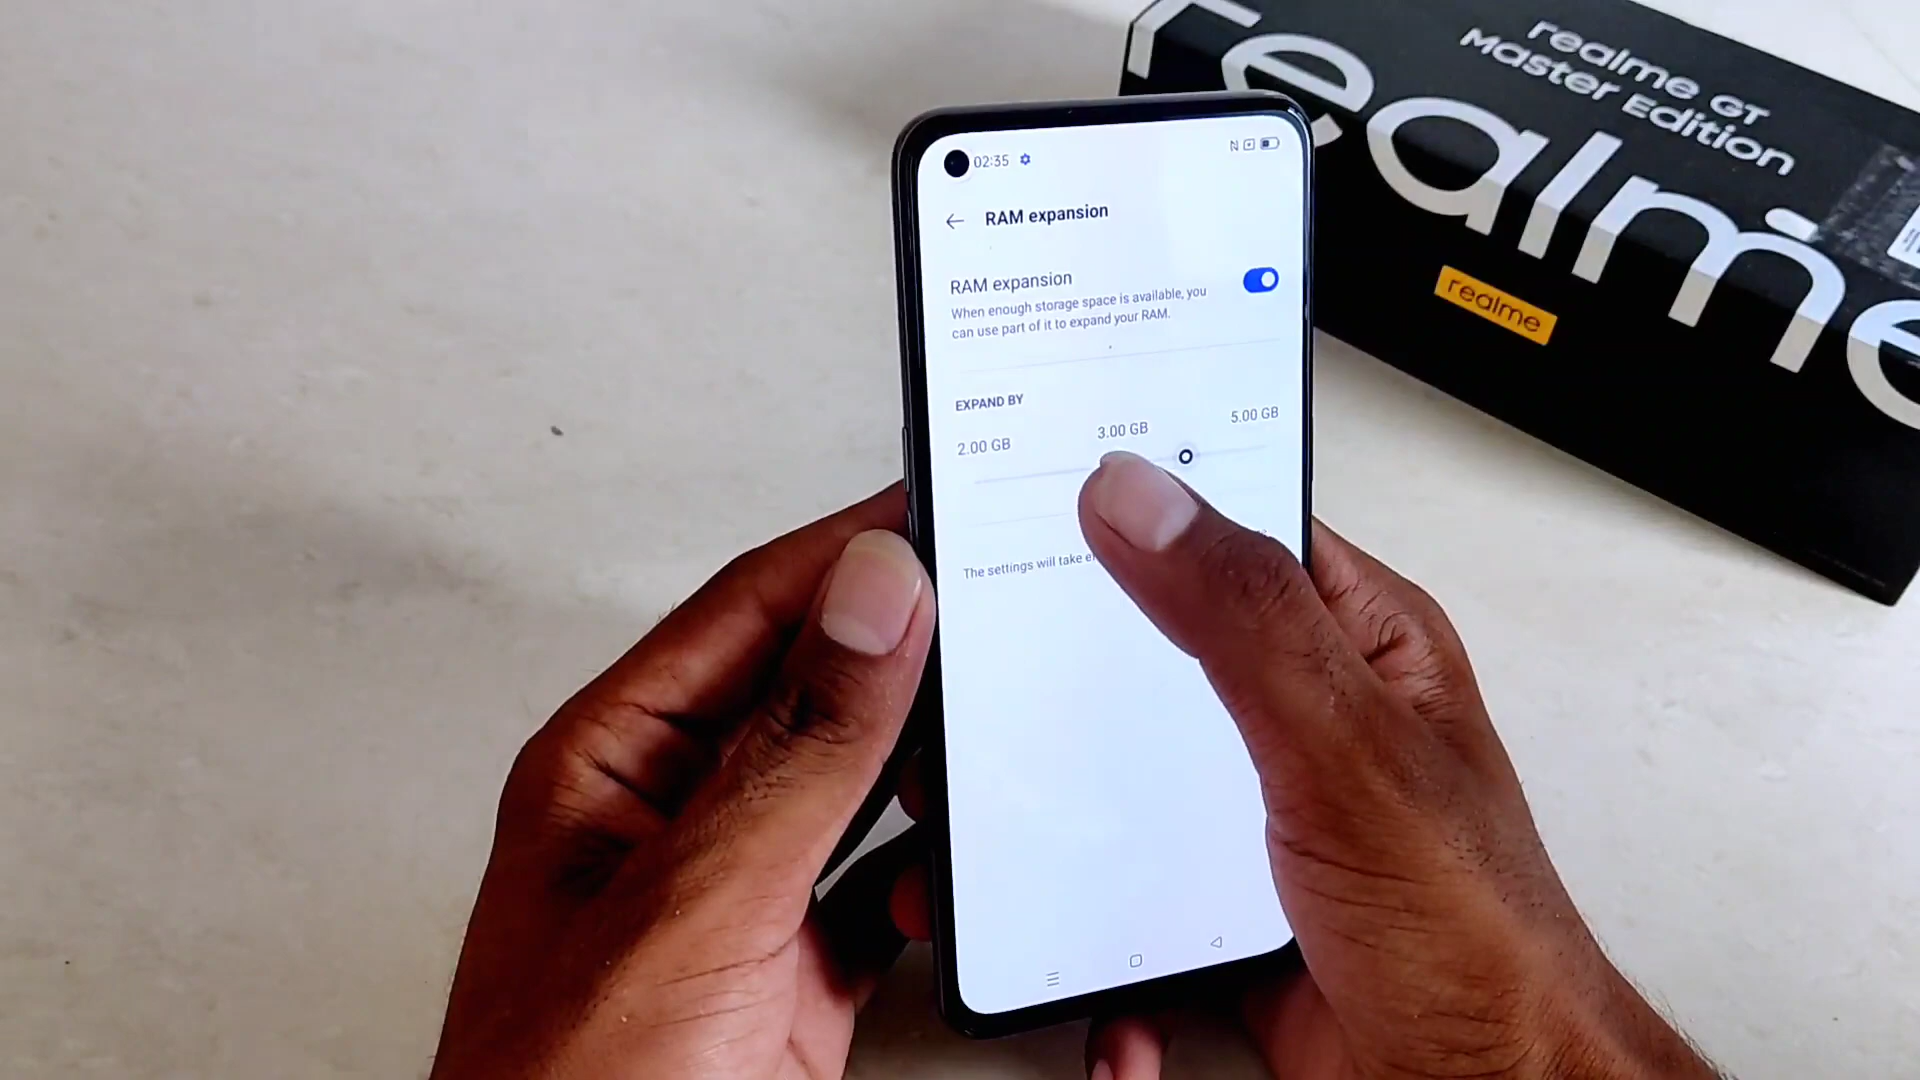 realme GT
Master Edition
realme
realme
02:35
RAM expansion
RAM expansion
When enough storage space is available, you
can use part of it to expand your RAM.
EXPAND BY
2.00 GB 3.00 GB 5.00 GB
The settings will take